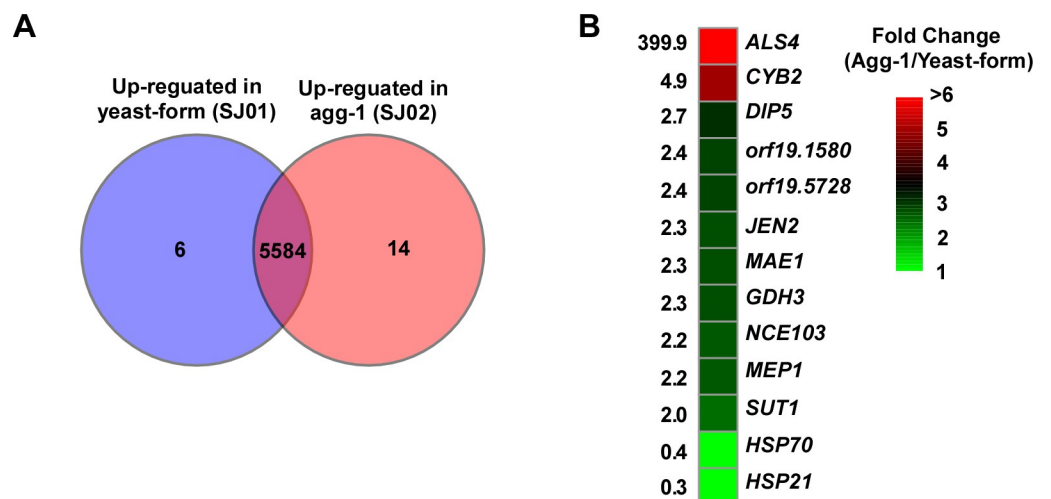 A
Up-reguated in
yeast-form (SJ01)
Up-reguated in
agg-1 (SJ02)
6
5584
14
B
399.9 ALS4
4.9 CYB2
2.7 DIP5
2.4 orf19.1580
2.4 orf19.5728
2.3 JEN2
2.3 MAE1
2.3 GDH3
2.2 NCE103
2.2 MEP1
2.0 SUT1
0.4 HSP70
0.3 HSP21
Fold Change
(Agg-1/Yeast-form)
>6
5
4
3
2
1